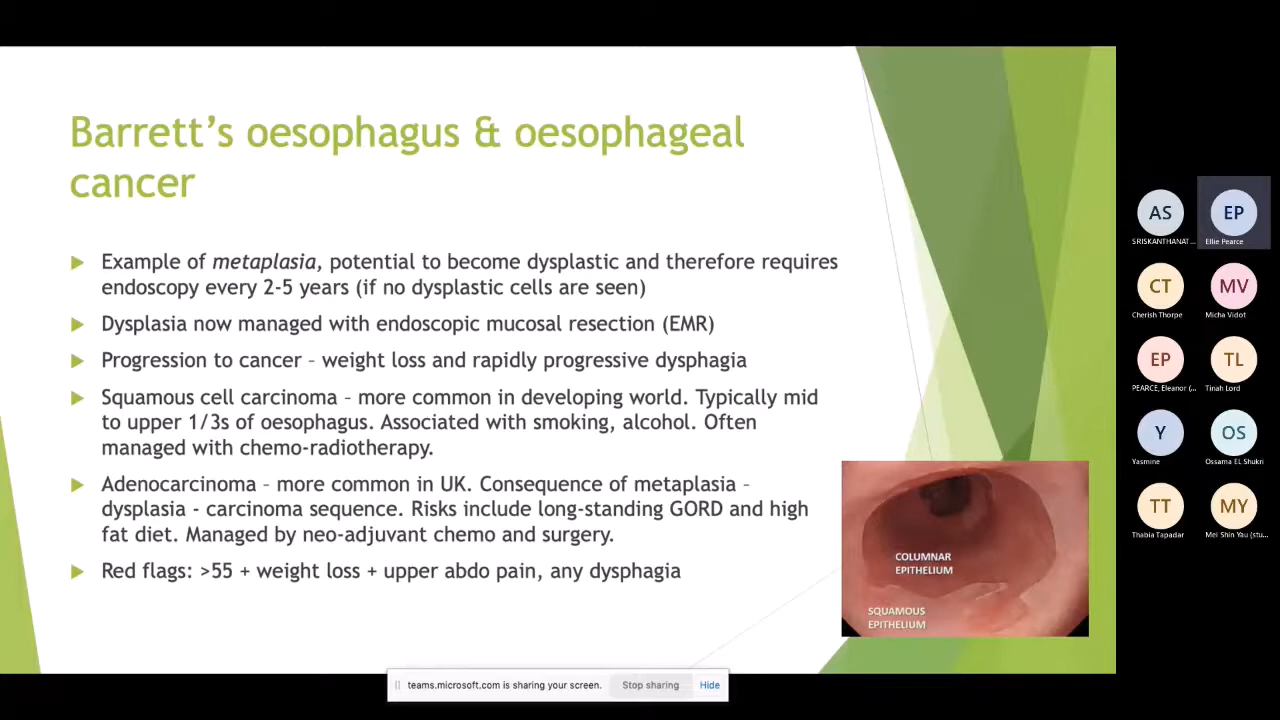 Barrett's oesophagus & oesophageal
cancer
Example of metaplasia, potential to become dysplastic and therefore requires
endoscopy every 2-5 years (if no dysplastic cells are seen)
Dysplasia now managed with endoscopic mucosal resection (EMR)
Progression to cancer – weight loss and rapidly progressive dysphagia
Squamous cell carcinoma – more common in developing world. Typically mid
to upper 1/3s of oesophagus. Associated with smoking, alcohol. Often
managed with chemo-radiotherapy.
Adenocarcinoma – more common in UK. Consequence of metaplasia –
dysplasia - carcinoma sequence. Risks include long-standing GORD and high
fat diet. Managed by neo-adjuvant chemo and surgery.
Red flags: >55 + weight loss + upper abdo pain, any dysphagia
COLUMNAR
EPITHELIUM
SQUAMOUS
EPITHELIUM
teams.microsoft.com is sharing your screen. Stop sharing Hide
AS EP
SRISKANTHANAT... Ellie Pearce
CT MV
Cherish Thorpe Micha Vidot
EP TL
PEARCE, Eleanor (... Tinah Lord
Y OS
Yasmine Ossama EL Shukri
TT MY
Thabia Tapadar Mei Shin Yau (stu...